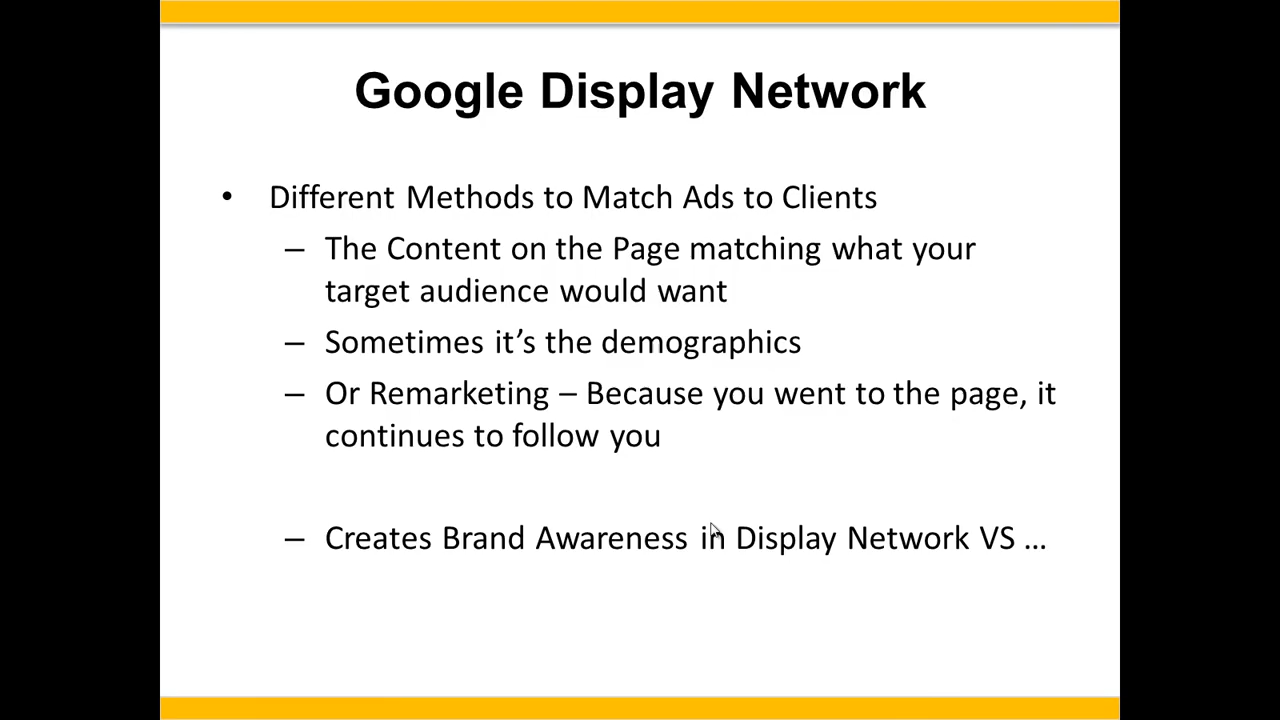 Google Display Network
• Different Methods to Match Ads to Clients
– The Content on the Page matching what your
target audience would want
– Sometimes it’s the demographics
– Or Remarketing – Because you went to the page, it
continues to follow you
– Creates Brand Awareness in Display Network VS …